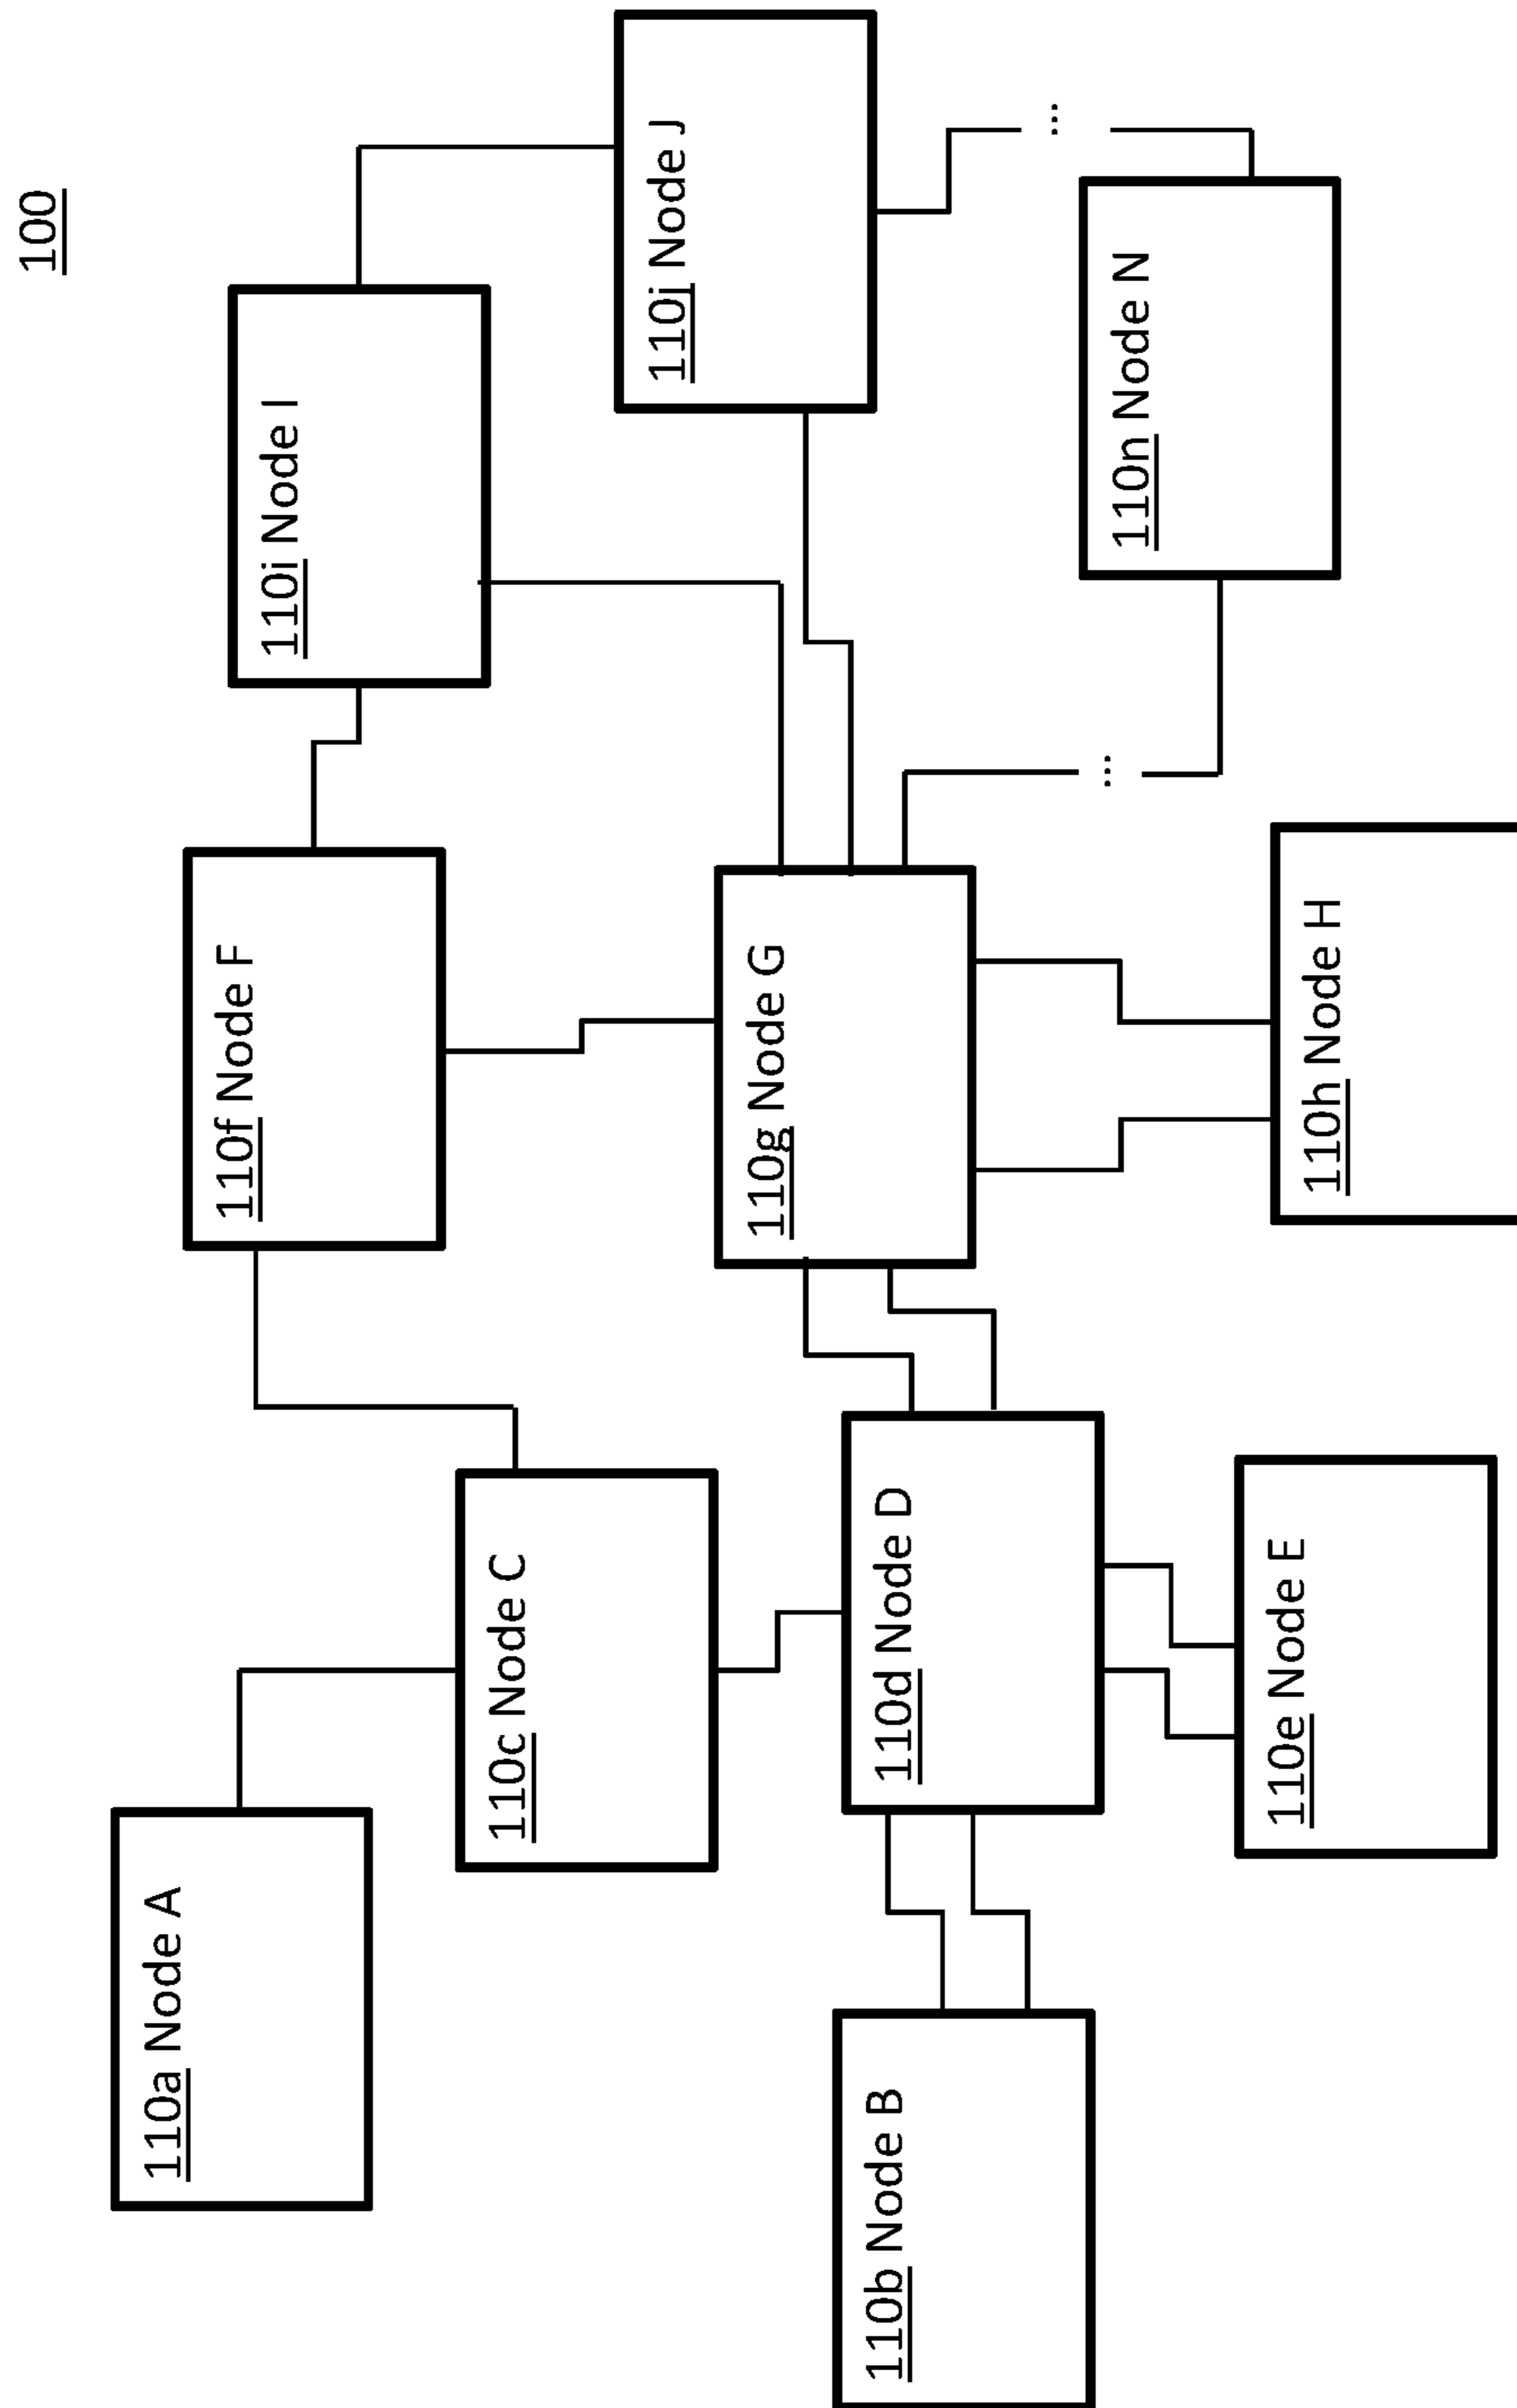 100
110a Node A
110b Node B
110c Node C
110d Node D
110e Node E
110f Node F
110g Node G
110h Node H
110i Node I
110j Node J
110n Node N
...
...